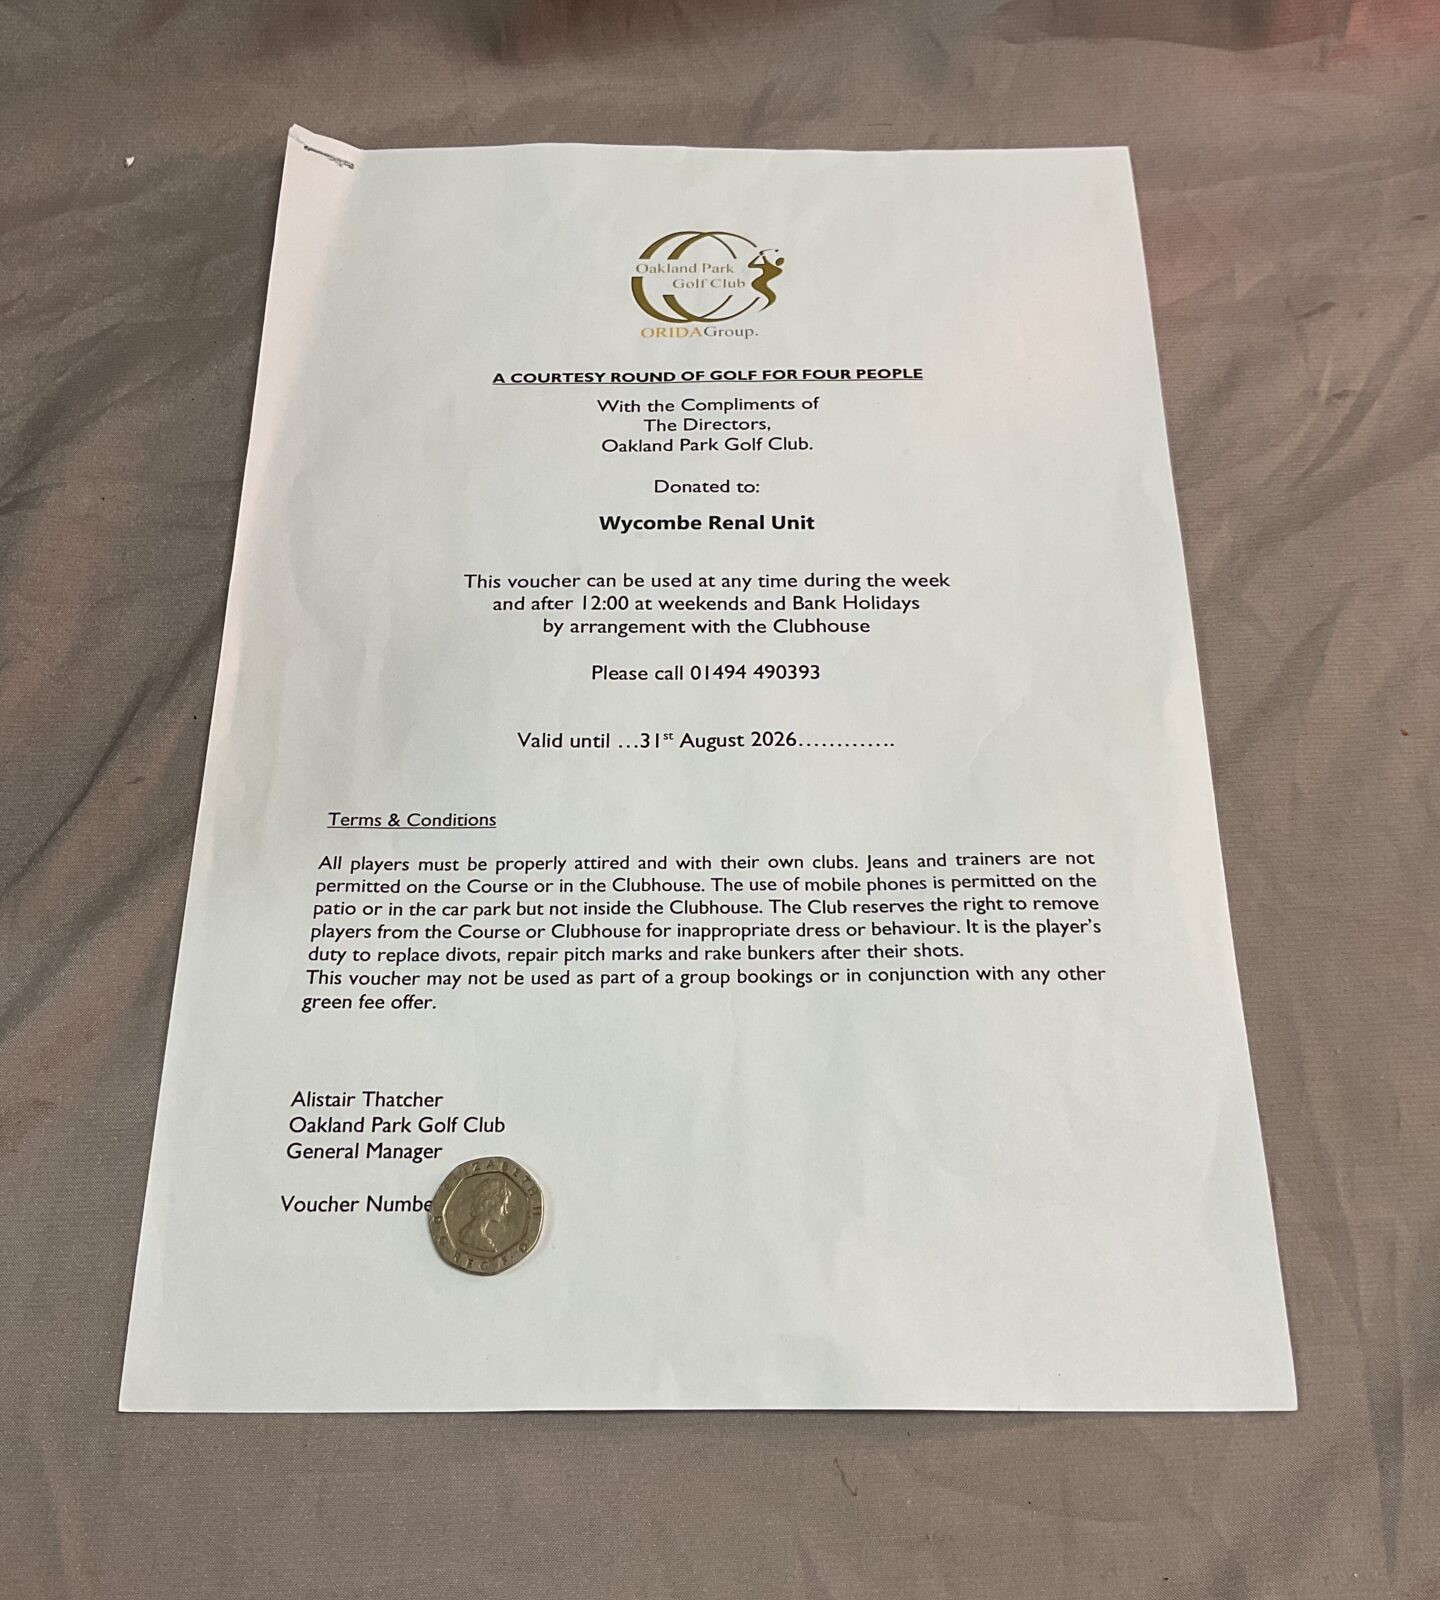 Oakland Park
Golf Club
ORIDAGroup.
A COURTESY ROUND OF GOLF FOR FOUR PEOPLE
With the Compliments of
The Directors,
Oakland Park Golf Club.
Donated to:
Wycombe Renal Unit
This voucher can be used at any time during the week
and after 12:00 at weekends and Bank Holidays
by arrangement with the Clubhouse
Please call 01494 490393
Valid until ...31st August 2026.............
Terms & Conditions
All players must be properly attired and with their own clubs. Jeans and trainers are not
permitted on the Course or in the Clubhouse. The use of mobile phones is permitted on the
patio or in the car park but not inside the Clubhouse. The Club reserves the right to remove
players from the Course or Clubhouse for inappropriate dress or behaviour. It is the player's
duty to replace divots, repair pitch marks and rake bunkers after their shots.
This voucher may not be used as part of a group bookings or in conjunction with any other
green fee offer.
Alistair Thatcher
Oakland Park Golf Club
General Manager
Voucher Numbe
ELIZABETH II
D·G·REG·F·D·